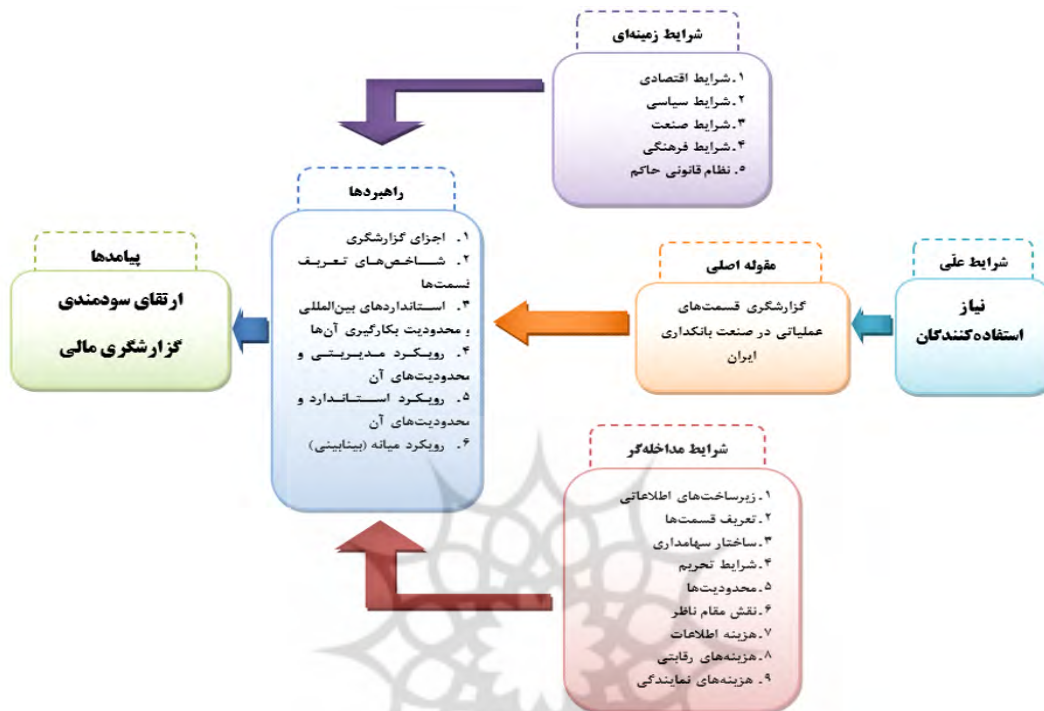 شرایط زمینه‌ای
۱. شرایط اقتصادی
۲. شرایط سیاسی
۳. شرایط صنعت
۴. شرایط فرهنگی
۵. نظام قانونی حاکم
شرایط علّی
نیاز
استفاده‌کنندگان
مقوله اصلی
گزارشگری قسمت‌های
عملیاتی در صنعت بانکداری
ایران
راهبردها
۱. اجزای گزارشگری
۲. شاخص‌های تعریف
قسمت‌ها
۳. استانداردهای بین‌المللی
و محدودیت بکارگیری آن‌ها
۴. رویکرد مدیریتی و
محدودیت‌های آن
۵. رویکرد استاندارد و
محدودیت‌های آن
۶. رویکرد میانه (بینابینی)
پیامدها
ارتقای سودمندی
گزارشگری مالی
شرایط مداخله‌گر
۱. زیرساخت‌های اطلاعاتی
۲. تعریف قسمت‌ها
۳. ساختار سهامداری
۴. شرایط تحریم
۵. محدودیت‌ها
۶. نقش مقام ناظر
۷. هزینه اطلاعات
۸. هزینه‌های رقابتی
۹. هزینه‌های نمایندگی